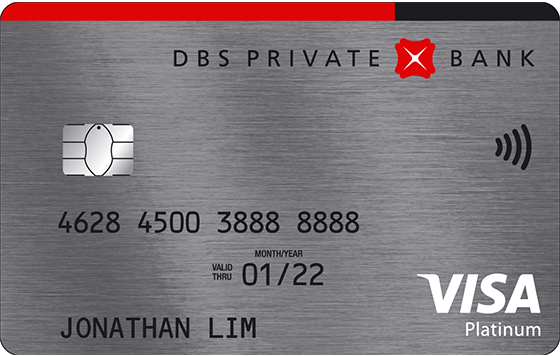 DBS PRIVATE BANK
4628 4500 3888 8888
MONTH/YEAR
VALID THRU 01/22
JONATHAN LIM
VISA
Platinum